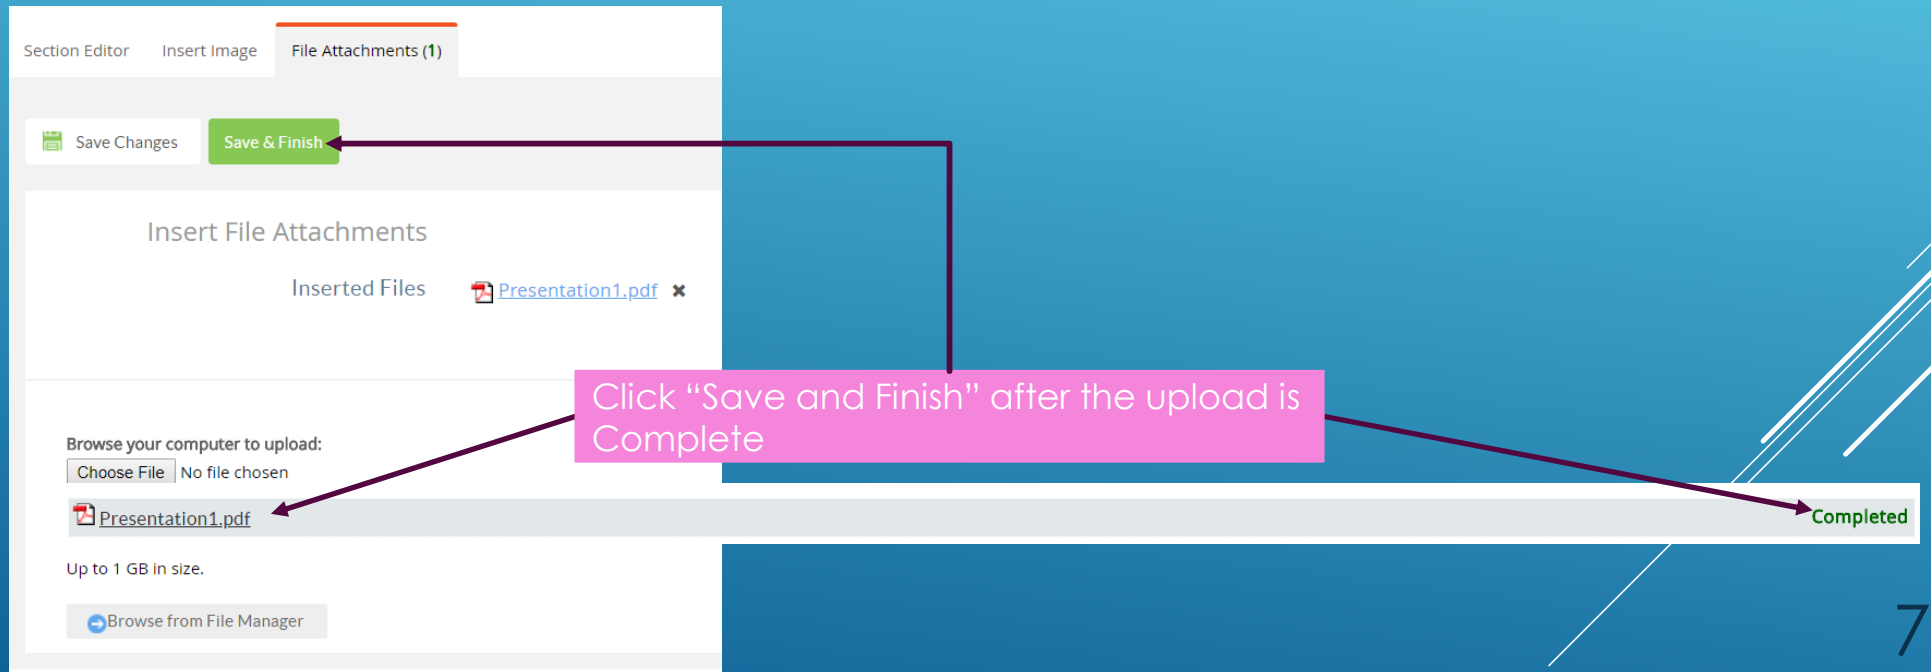 Section Editor Insert Image File Attachments (1)
Save Changes Save & Finish
Insert File Attachments
Inserted Files Presentation1.pdf ✖
Click “Save and Finish” after the upload is
Complete
Browse your computer to upload:
Choose File No file chosen
Presentation1.pdf Completed
Up to 1 GB in size.
Browse from File Manager
7